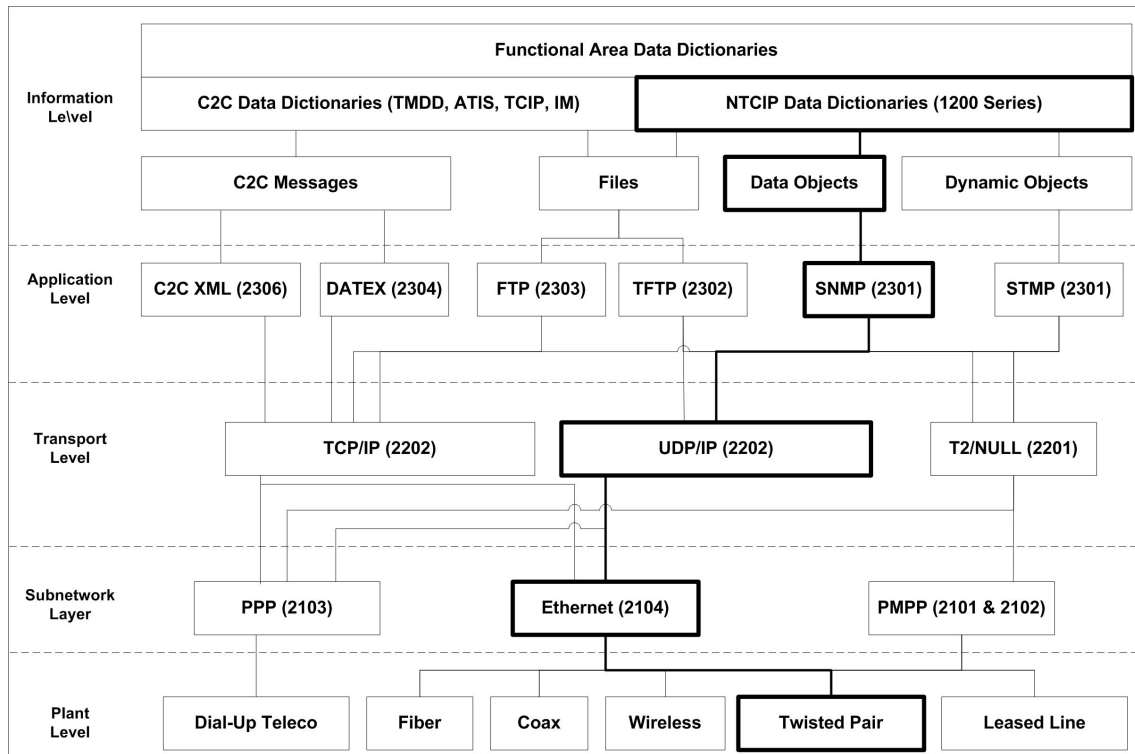 Functional Area Data Dictionaries
Information
Le\vel
C2C Data Dictionaries (TMDD, ATIS, TCIP, IM)
NTCIP Data Dictionaries (1200 Series)
C2C Messages
Files
Data Objects
Dynamic Objects
Application
Level
C2C XML (2306)
DATEX (2304)
FTP (2303)
TFTP (2302)
SNMP (2301)
STMP (2301)
Transport
Level
TCP/IP (2202)
UDP/IP (2202)
T2/NULL (2201)
Subnetwork
Layer
PPP (2103)
Ethernet (2104)
PMPP (2101 & 2102)
Plant
Level
Dial-Up Teleco
Fiber
Coax
Wireless
Twisted Pair
Leased Line